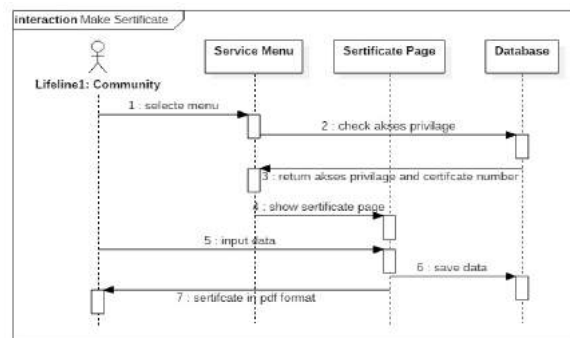 interaction Make Sertificate
Service Menu
Sertificate Page
Database
Lifeline1: Community
1 : selecte menu
2 : check akses privilage
3 : return akses privilage and certifcate number
4 : show sertificate page
5 : input data
6 : save data
7 : sertifcate in pdf format